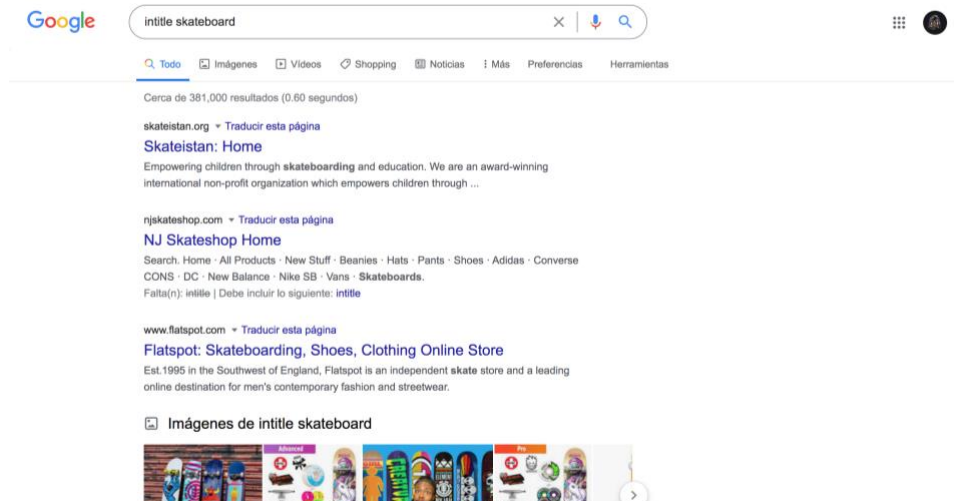 Google
intitle skateboard
Todo Imágenes Vídeos Shopping Noticias Más Preferencias Herramientas
Cerca de 381,000 resultados (0.60 segundos)
skateistan.org Traducir esta página
Skateistan: Home
Empowering children through skateboarding and education. We are an award-winning
international non-profit organization which empowers children through ...
njskateshop.com Traducir esta página
NJ Skateshop Home
Search. Home · All Products · New Stuff · Beanies · Hats · Pants · Shoes · Adidas · Converse
CONS · DC · New Balance · Nike SB · Vans · Skateboards.
Falta(n): intitle | Debe incluir lo siguiente: intitle
www.flatspot.com Traducir esta página
Flatspot: Skateboarding, Shoes, Clothing Online Store
Est.1995 in the Southwest of England, Flatspot is an independent skate store and a leading
online destination for men's contemporary fashion and streetwear.
Imágenes de intitle skateboard
Advanced
Pro